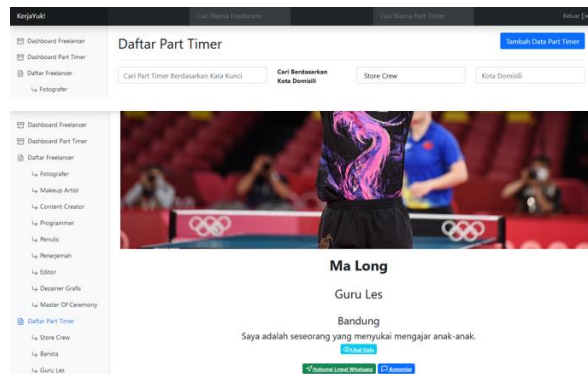 KerjaYuk!
Cari Nama Freelancer
Cari Nama Part Timer
Keluar
Dashboard Freelancer
Dashboard Part Timer
Daftar Freelancer
Fotografer
Daftar Part Timer
Tambah Data Part Timer
Cari Part Timer Berdasarkan Kata Kunci
Cari Berdasarkan
Kota Domisili
Store Crew
Kota Domisili
Dashboard Freelancer
Dashboard Part Timer
Daftar Freelancer
Fotografer
Makeup Artist
Content Creator
Programmer
Penulis
Penerjemah
Editor
Desainer Grafis
Master Of Ceremony
Daftar Part Timer
Store Crew
Barista
Guru Les
Ma Long
Guru Les
Bandung
Saya adalah seseorang yang menyukai mengajar anak-anak.
Lihat Data
Hubungi Lewat Whatsapp
Komentar